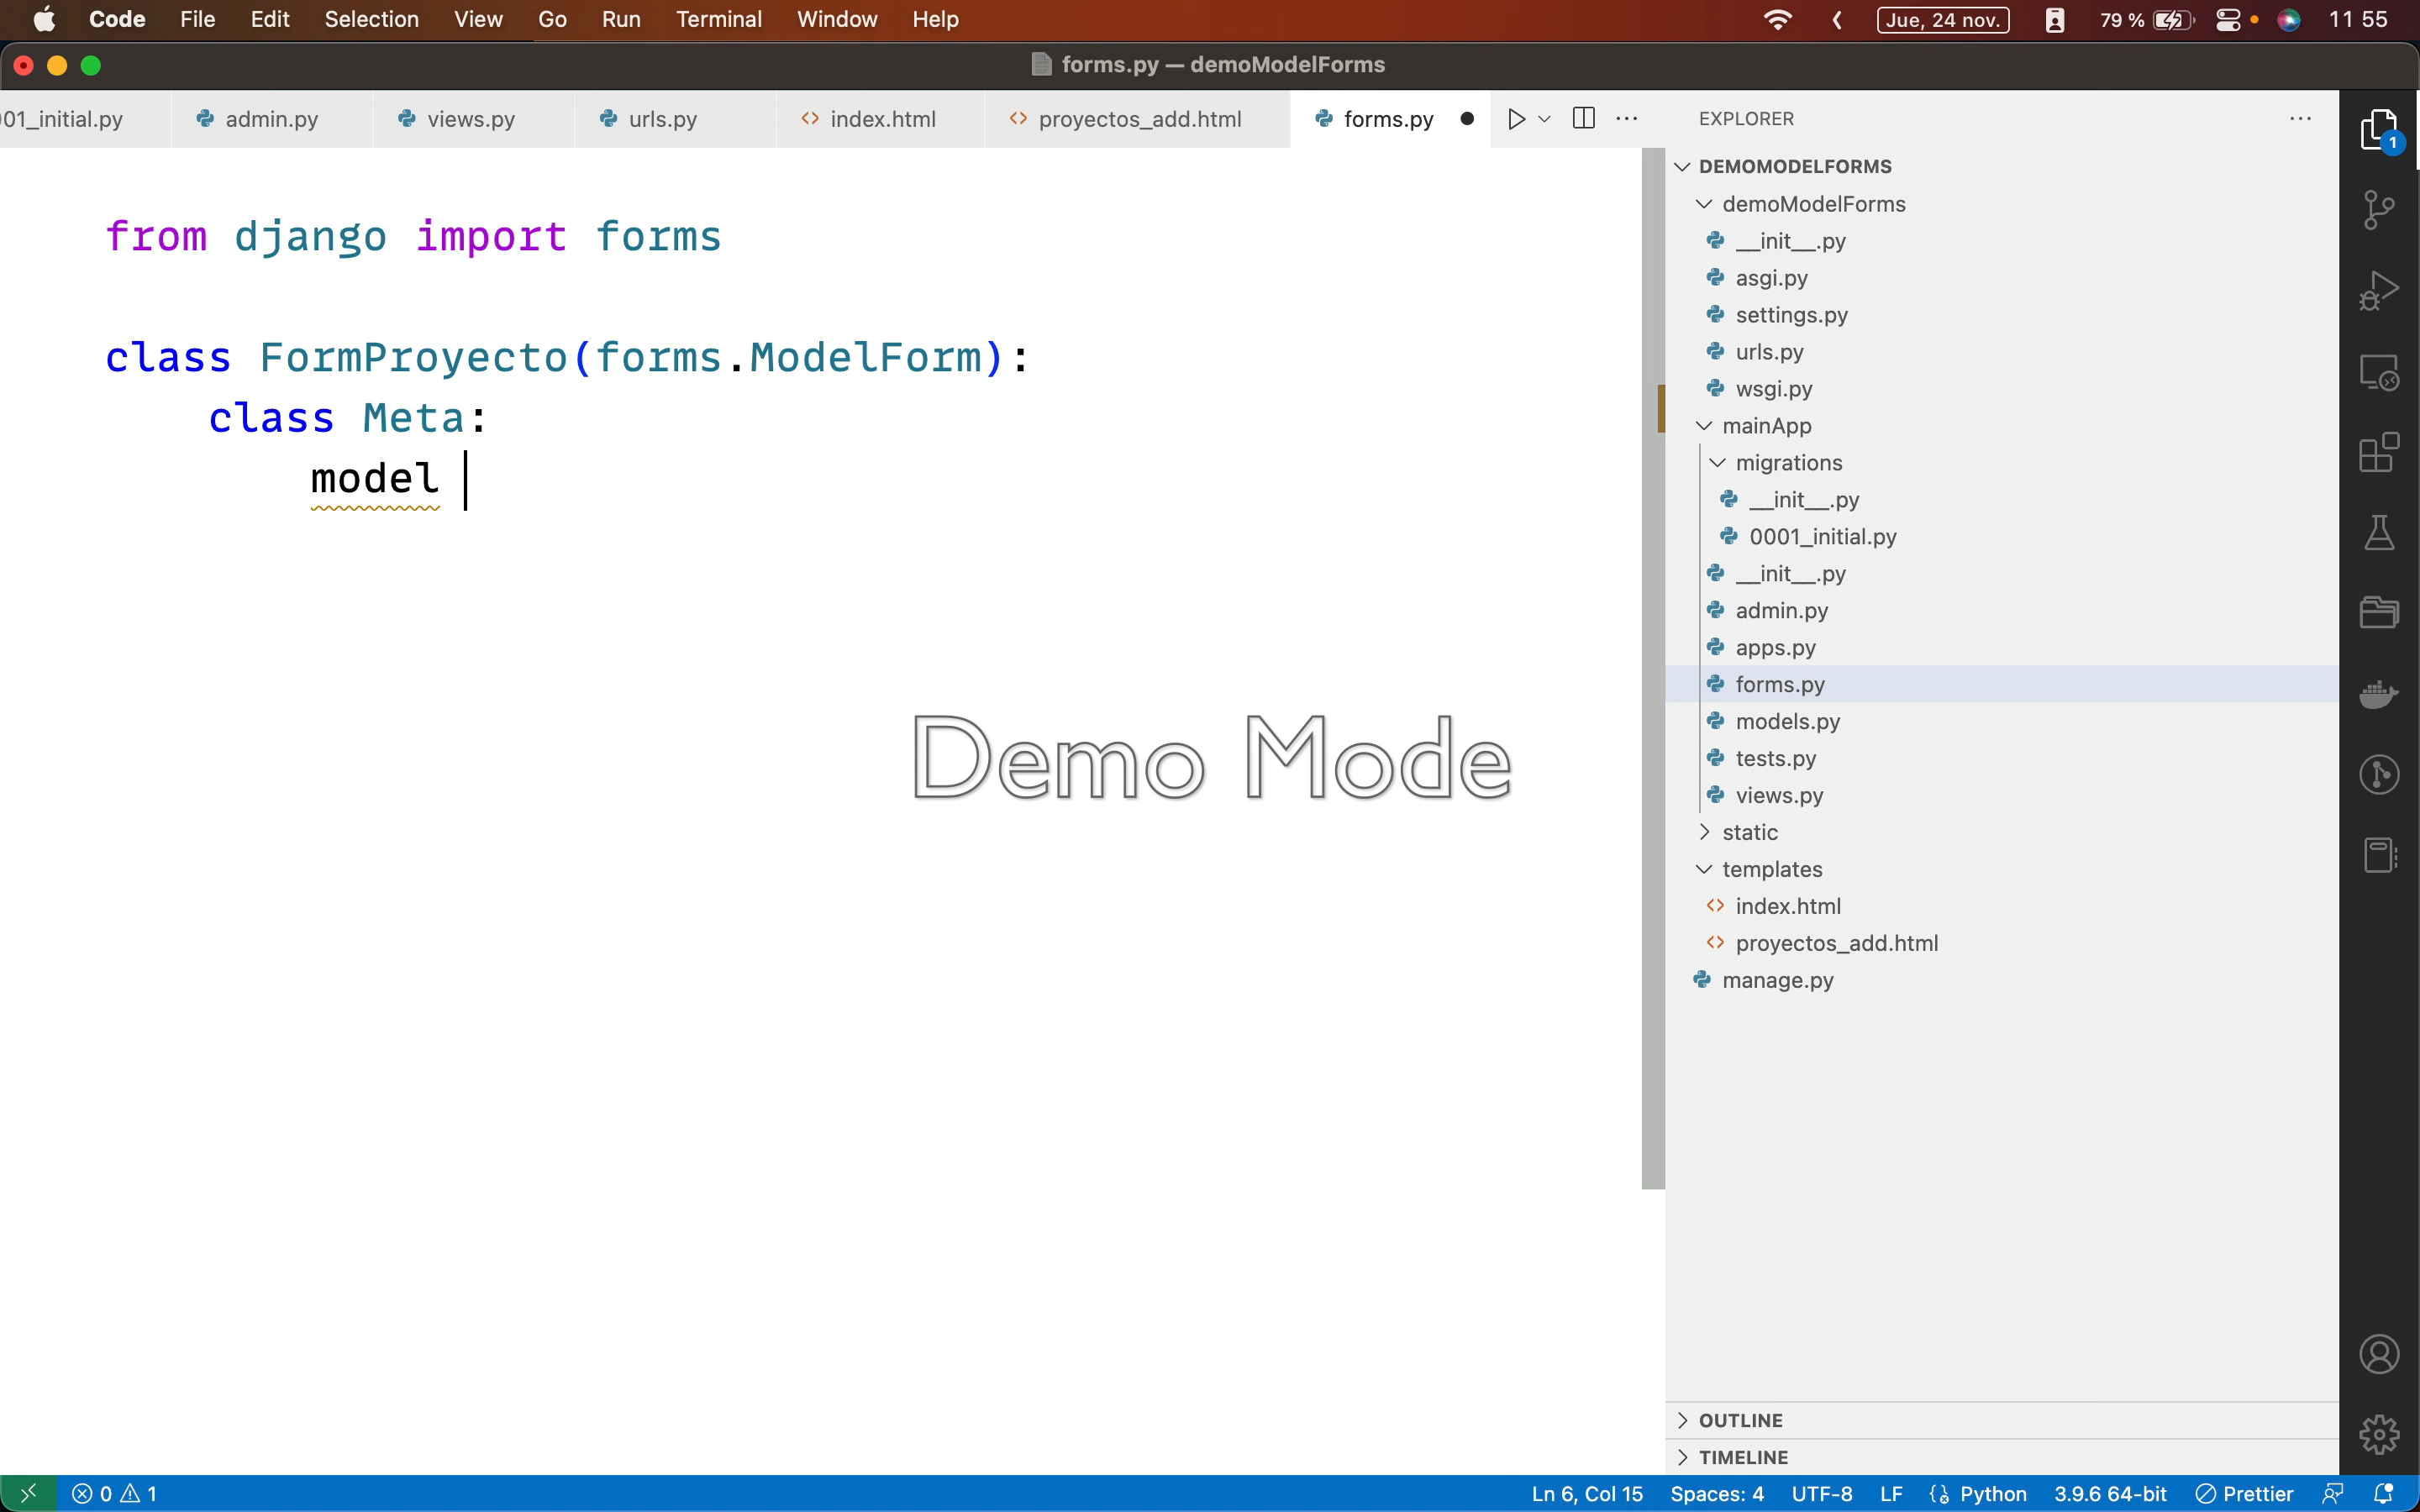 Code File Edit Selection View Go Run Terminal Window Help
Jue, 24 nov. 79 % 11 55
forms.py — demoModelForms
01_initial.py admin.py views.py urls.py index.html proyectos_add.html forms.py
from django import forms
class FormProyecto(forms.ModelForm):
class Meta:
model
Demo Mode
EXPLORER
1
DEMOMODELFORMS
demoModelForms
__init__.py
asgi.py
settings.py
urls.py
wsgi.py
mainApp
migrations
__init__.py
0001_initial.py
__init__.py
admin.py
apps.py
forms.py
models.py
tests.py
views.py
static
templates
index.html
proyectos_add.html
manage.py
OUTLINE
TIMELINE
0 1 Ln 6, Col 15 Spaces: 4 UTF-8 LF Python 3.9.6 64-bit Prettier